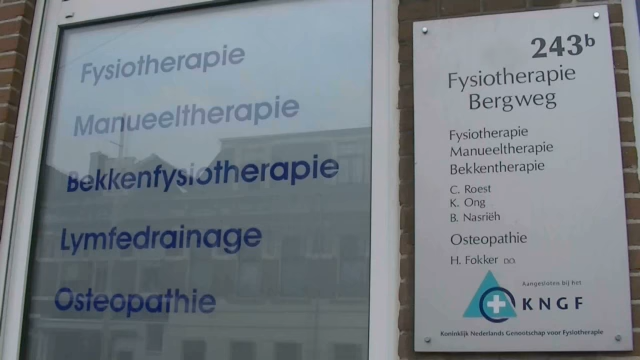 Fysiotherapie
Manueeltherapie
Bekkenfysiotherapie
Lymfedrainage
Osteopathie
243b
Fysiotherapie
Bergweg
Fysiotherapie
Manueeltherapie
Bekkentherapie
C. Roest
K. Ong
B. Nasriëh
Osteopathie
H. Fokker D.O.
Aangesloten bij het
KNGF
Koninklijk Nederlands Genootschap voor Fysiotherapie